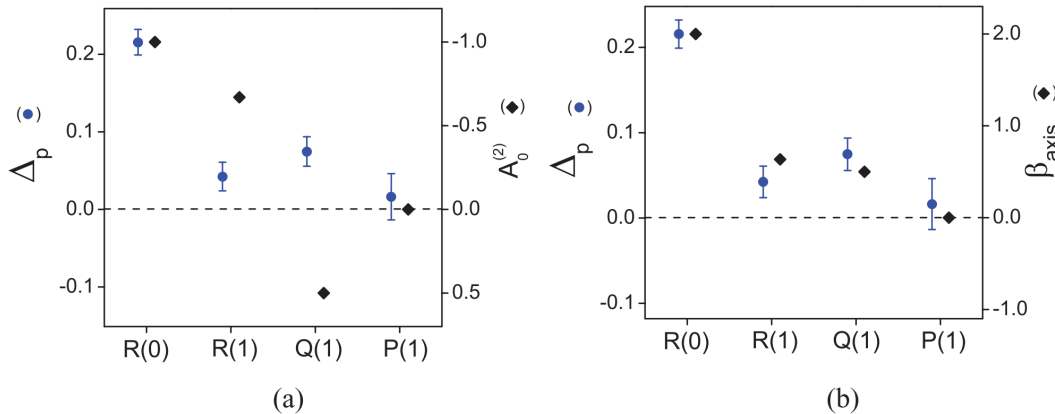 0.2
0.1
0.0
-0.1
Δp (●)
-1.0
-0.5
0.0
0.5
A0(2) (◆)
R(0) R(1) Q(1) P(1)
(a)
0.2
0.1
0.0
-0.1
Δp (●)
2.0
1.0
0.0
-1.0
βaxis (◆)
R(0) R(1) Q(1) P(1)
(b)